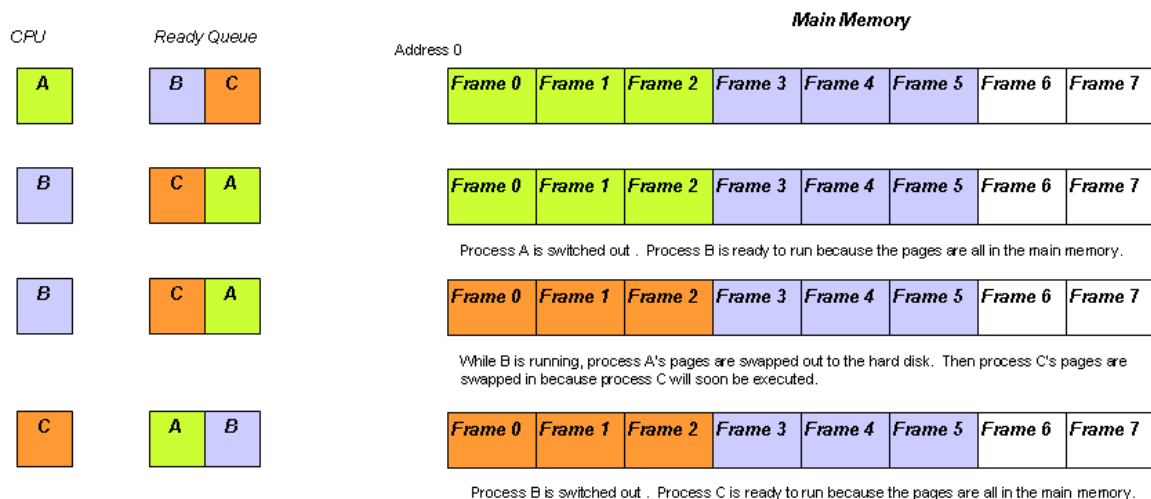 Main Memory
CPU Ready Queue
Address 0
A B C Frame 0 Frame 1 Frame 2 Frame 3 Frame 4 Frame 5 Frame 6 Frame 7
B C A Frame 0 Frame 1 Frame 2 Frame 3 Frame 4 Frame 5 Frame 6 Frame 7
Process A is switched out . Process B is ready to run because the pages are all in the main memory.
B C A Frame 0 Frame 1 Frame 2 Frame 3 Frame 4 Frame 5 Frame 6 Frame 7
While B is running, process A's pages are swapped out to the hard disk. Then process C's pages are
swapped in because process C will soon be executed.
C A B Frame 0 Frame 1 Frame 2 Frame 3 Frame 4 Frame 5 Frame 6 Frame 7
Process B is switched out . Process C is ready to run because the pages are all in the main memory.